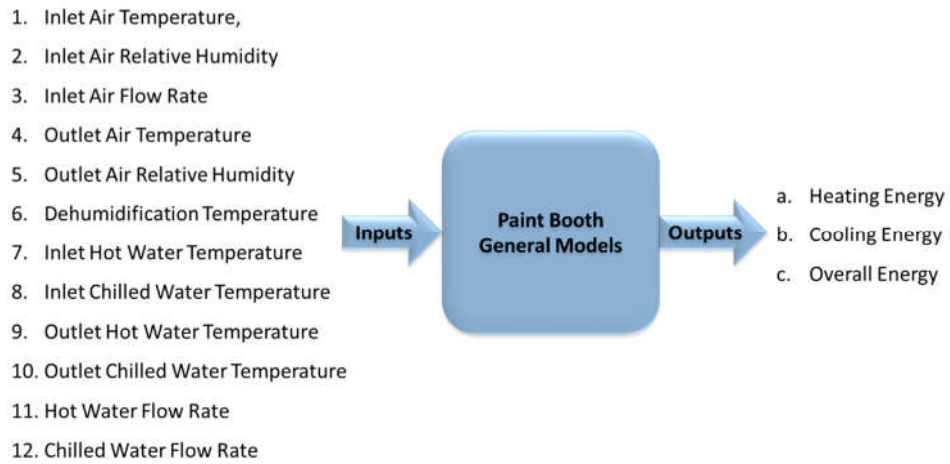 1. Inlet Air Temperature,
2. Inlet Air Relative Humidity
3. Inlet Air Flow Rate
4. Outlet Air Temperature
5. Outlet Air Relative Humidity
6. Dehumidification Temperature
7. Inlet Hot Water Temperature
8. Inlet Chilled Water Temperature
9. Outlet Hot Water Temperature
10. Outlet Chilled Water Temperature
11. Hot Water Flow Rate
12. Chilled Water Flow Rate
Inputs
Paint Booth
General Models
Outputs
a. Heating Energy
b. Cooling Energy
c. Overall Energy